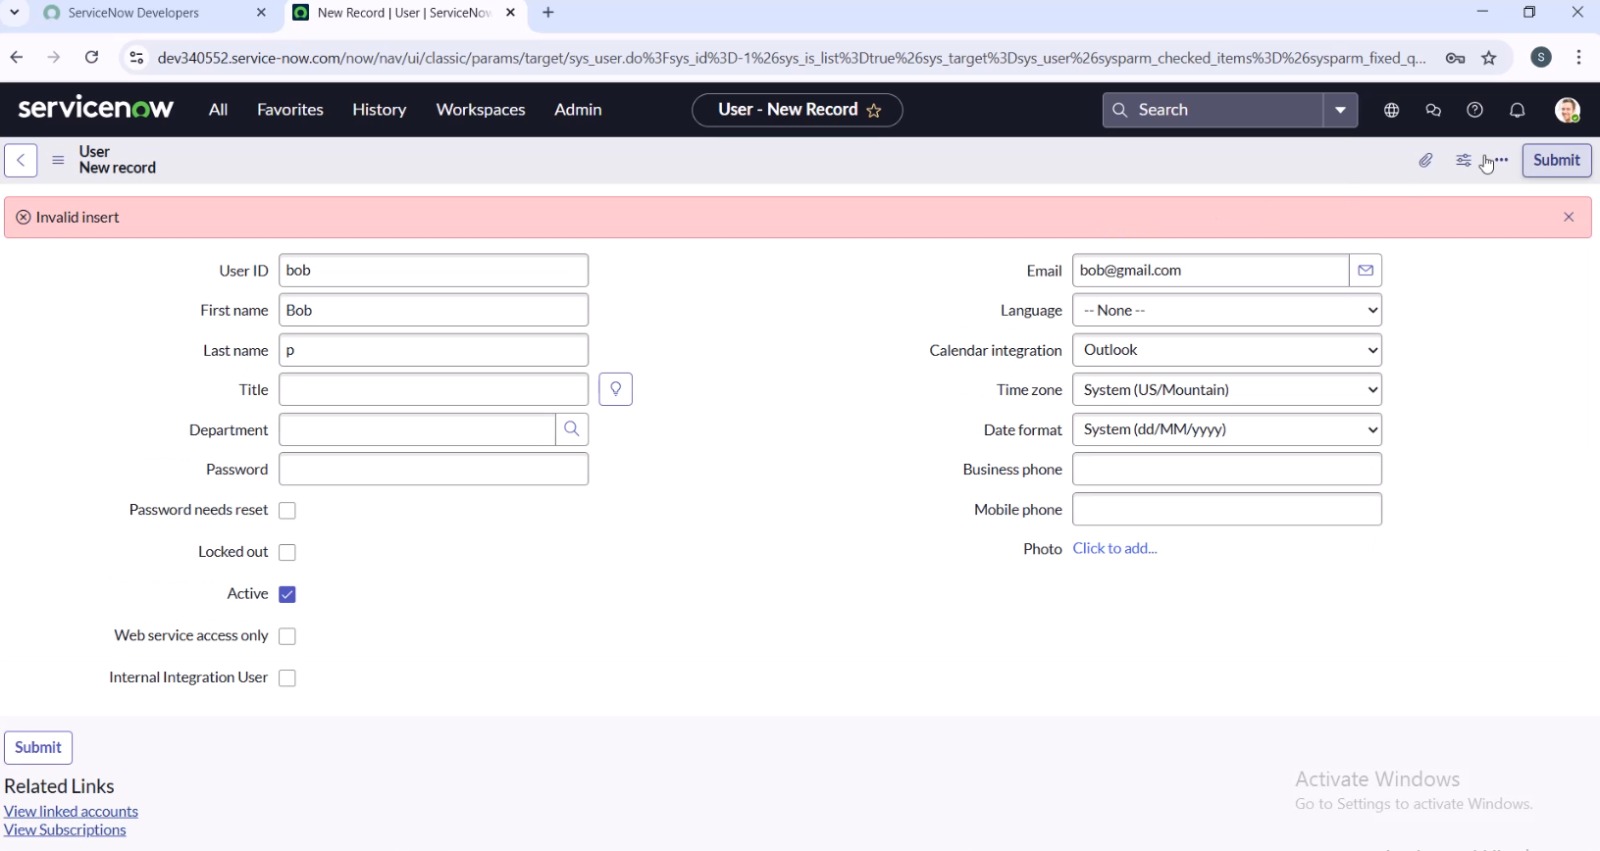 ServiceNow Developers
New Record | User | ServiceNow
dev340552.service-now.com/now/nav/ui/classic/params/target/sys_user.do%3Fsys_id%3D-1%26sys_is_list%3Dtrue%26sys_target%3Dsys_user%26sysparm_checked_items%3D%26sysparm_fixed_q...
S
servicenow
All
Favorites
History
Workspaces
Admin
User - New Record
Search
User
New record
Submit
Invalid insert
User ID
bob
Email
bob@gmail.com
First name
Bob
Language
-- None --
Last name
p
Calendar integration
Outlook
Title
Time zone
System (US/Mountain)
Department
Date format
System (dd/MM/yyyy)
Password
Business phone
Password needs reset
Mobile phone
Locked out
Photo
Click to add...
Active
Web service access only
Internal Integration User
Submit
Related Links
View linked accounts
View Subscriptions
Activate Windows
Go to Settings to activate Windows.